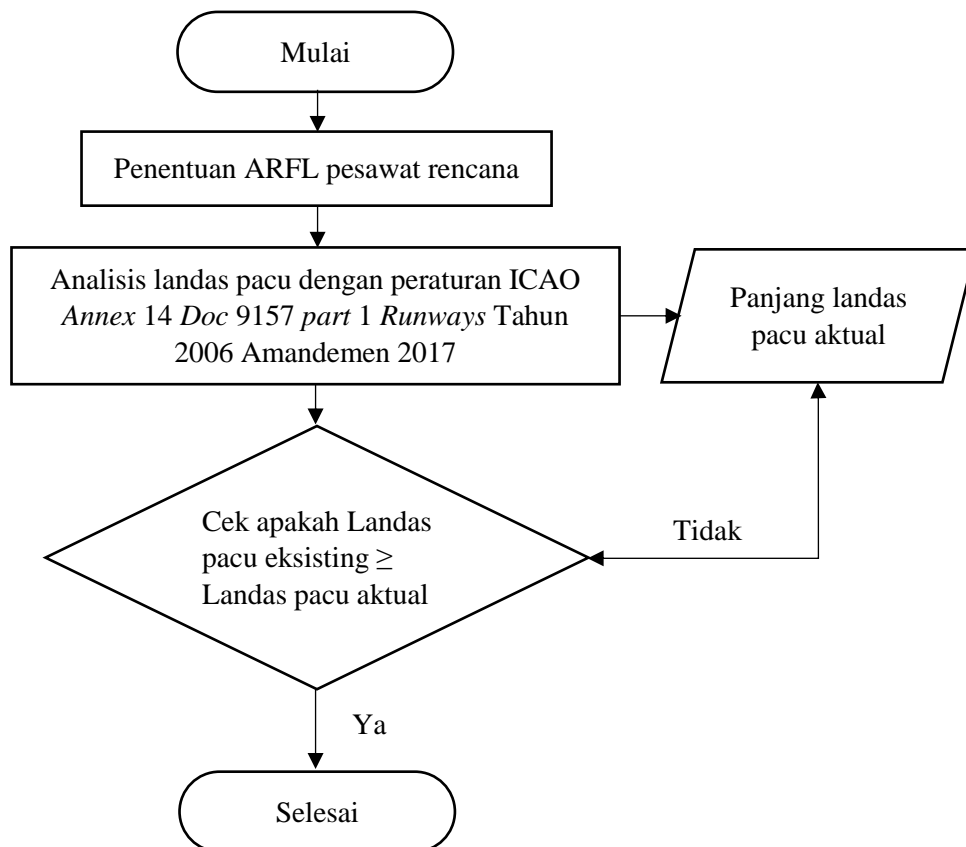 Mulai
Penentuan ARFL pesawat rencana
Analisis landas pacu dengan peraturan ICAO
Annex 14 Doc 9157 part 1 Runways Tahun
2006 Amandemen 2017
Panjang landas
pacu aktual
Cek apakah Landas
pacu eksisting ≥
Landas pacu aktual
Tidak
Ya
Selesai